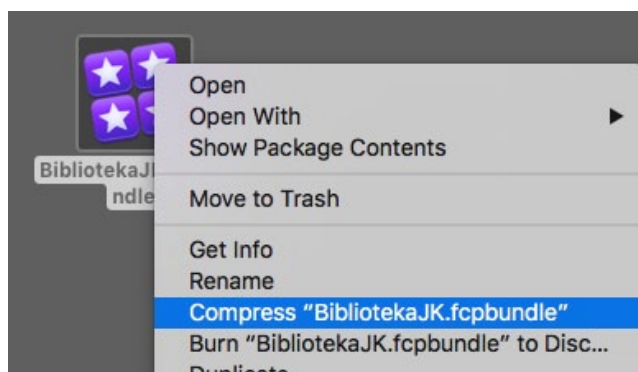 BibliotekaJ
ndle
Open
Open With
Show Package Contents
Move to Trash
Get Info
Rename
Compress “BibliotekaJK.fcpbundle”
Burn “BibliotekaJK.fcpbundle” to Disc...
Duplicate